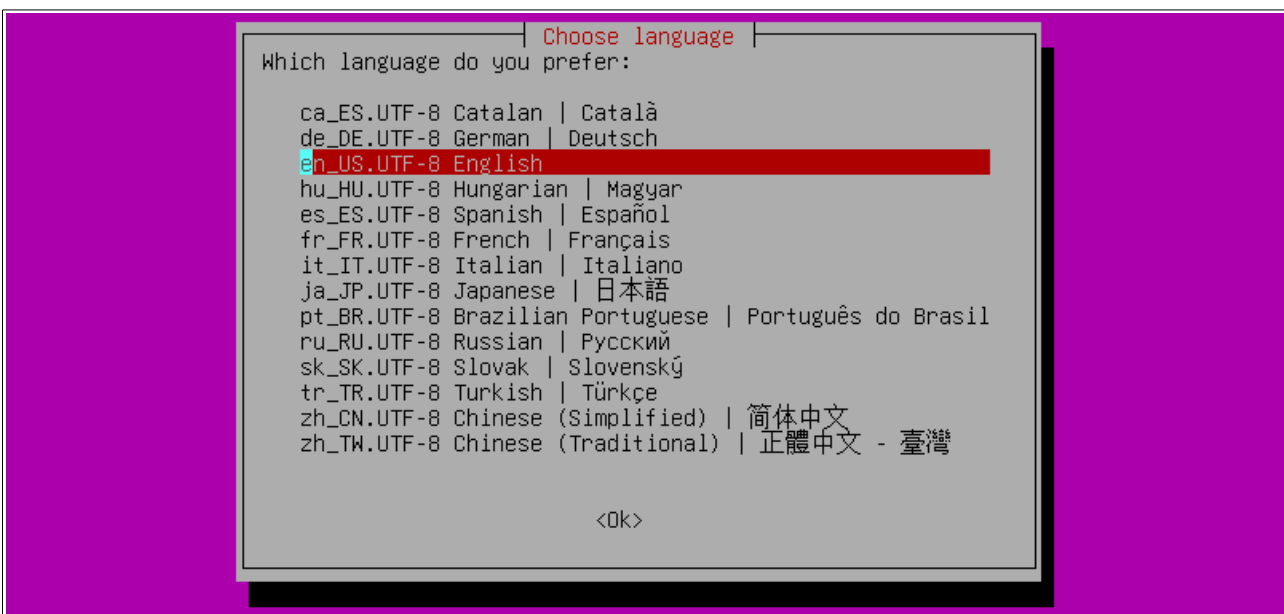 Choose language
Which language do you prefer:
ca_ES.UTF-8 Catalan | Català
de_DE.UTF-8 German | Deutsch
en_US.UTF-8 English
hu_HU.UTF-8 Hungarian | Magyar
es_ES.UTF-8 Spanish | Español
fr_FR.UTF-8 French | Français
it_IT.UTF-8 Italian | Italiano
ja_JP.UTF-8 Japanese | 日本語
pt_BR.UTF-8 Brazilian Portuguese | Português do Brasil
ru_RU.UTF-8 Russian | Русский
sk_SK.UTF-8 Slovak | Slovenský
tr_TR.UTF-8 Turkish | Türkçe
zh_CN.UTF-8 Chinese (Simplified) | 简体中文
zh_TW.UTF-8 Chinese (Traditional) | 正體中文 - 臺灣
<Ok>